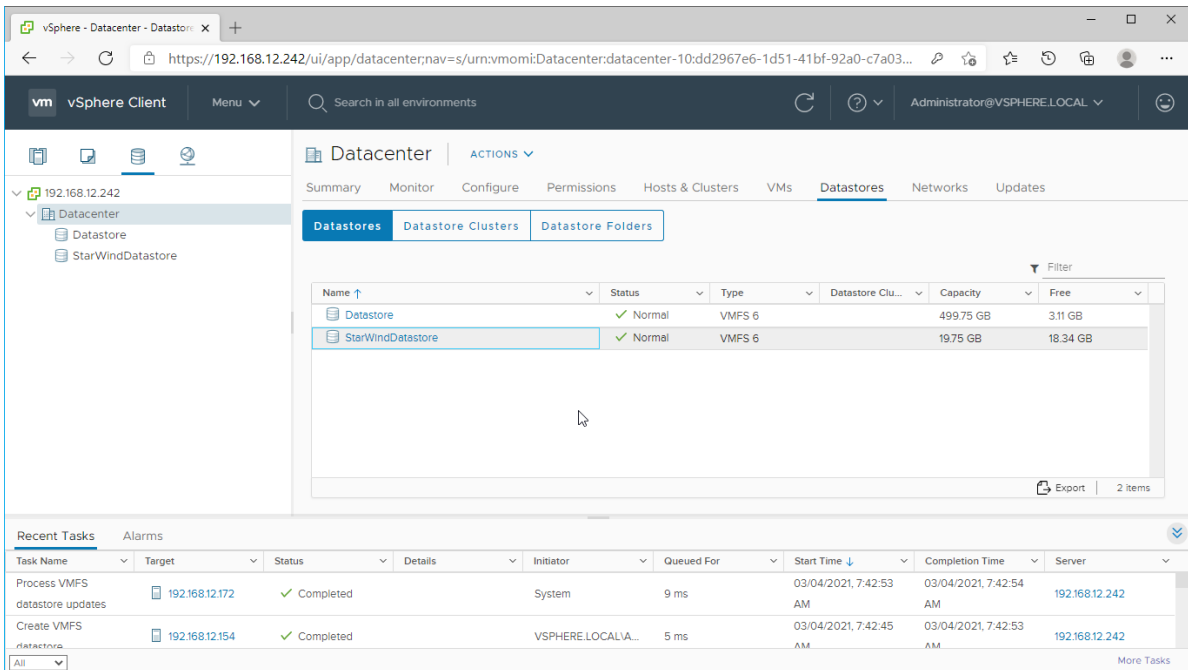 vSphere - Datacenter - Datastore
https://192.168.12.242/ui/app/datacenter;nav=s/urn:vmomi:Datacenter:datacenter-10:dd2967e6-1d51-41bf-92a0-c7a03...
vm vSphere Client Menu Search in all environments Administrator@VSPHERE.LOCAL
Datacenter ACTIONS
192.168.12.242
Datacenter
Datastore
StarWindDatastore
Summary Monitor Configure Permissions Hosts & Clusters VMs Datastores Networks Updates
Datastores Datastore Clusters Datastore Folders
Filter
Name Status Type Datastore Clu... Capacity Free
Datastore Normal VMFS 6 499.75 GB 3.11 GB
StarWindDatastore Normal VMFS 6 19.75 GB 18.34 GB
Export 2 items
Recent Tasks Alarms
Task Name Target Status Details Initiator Queued For Start Time Completion Time Server
Process VMFS datastore updates 192.168.12.172 Completed System 9 ms 03/04/2021, 7:42:53 AM 03/04/2021, 7:42:54 AM 192.168.12.242
Create VMFS datastore 192.168.12.154 Completed VSPHERE.LOCAL\A... 5 ms 03/04/2021, 7:42:45 AM 03/04/2021, 7:42:53 AM 192.168.12.242
All More Tasks